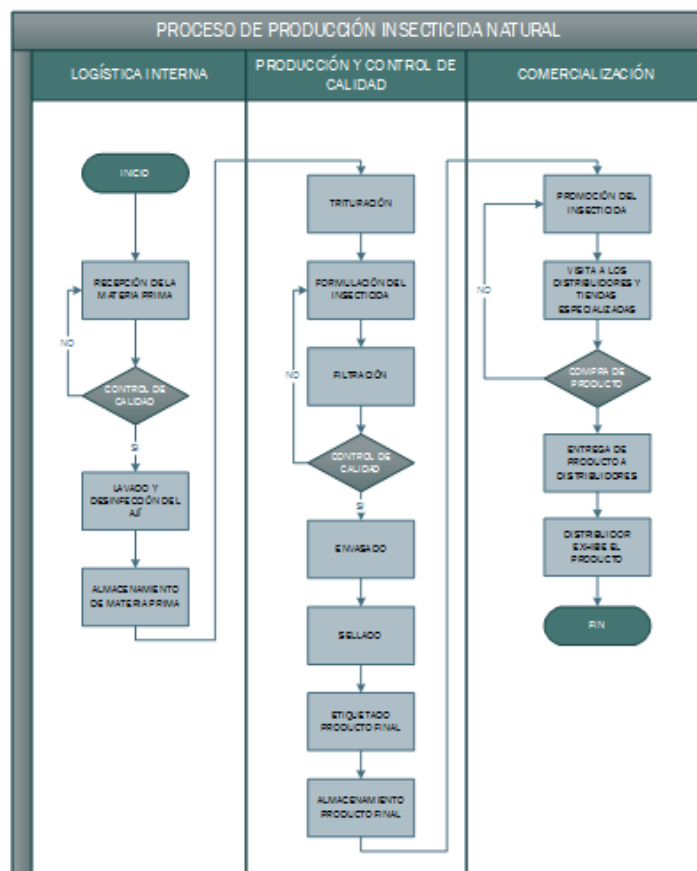 PROCESO DE PRODUCCIÓN INSECTICIDA NATURAL
LOGÍSTICA INTERNA
PRODUCCIÓN Y CONTROL DE
CALIDAD
COMERCIALIZACIÓN
INICIO
RECEPCIÓN DE LA
MATERIA PRIMA
NO
CONTROL DE
CALIDAD
SI
LAVADO Y
DESINFECCIÓN DEL
AJÍ
ALMACENAMIENTO
DE MATERIA PRIMA
TRITURACIÓN
FORMULACIÓN DEL
INSECTICIDA
NO
FILTRACIÓN
CONTROL DE
CALIDAD
SI
ENVASADO
SELLADO
ETIQUETADO
PRODUCTO FINAL
ALMACENAMIENTO
PRODUCTO FINAL
PROMOCIÓN DEL
INSECTICIDA
NO
VISITA A LOS
DISTRIBUIDORES Y
TIENDAS
ESPECIALIZADAS
COMPRA DE
PRODUCTO
ENTREGA DE
PRODUCTO A
DISTRIBUIDORES
DISTRIBUIDOR
EXHIBE EL
PRODUCTO
FIN